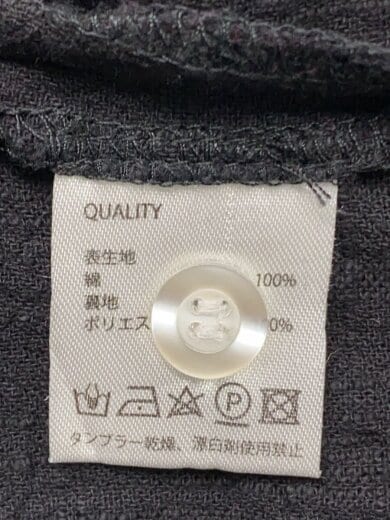 QUALITY
表生地
綿 100%
裏地
ポリエス 0%
P
タンブラー乾燥、漂白剤使用禁止